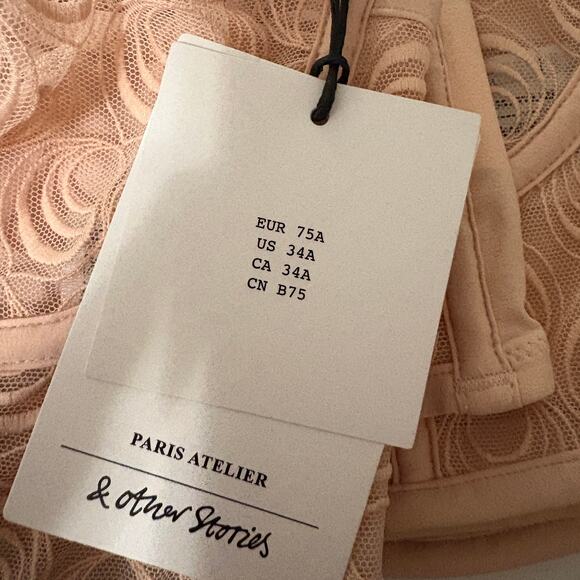 EUR 75A
US 34A
CA 34A
CN B75
PARIS ATELIER
& other Stories